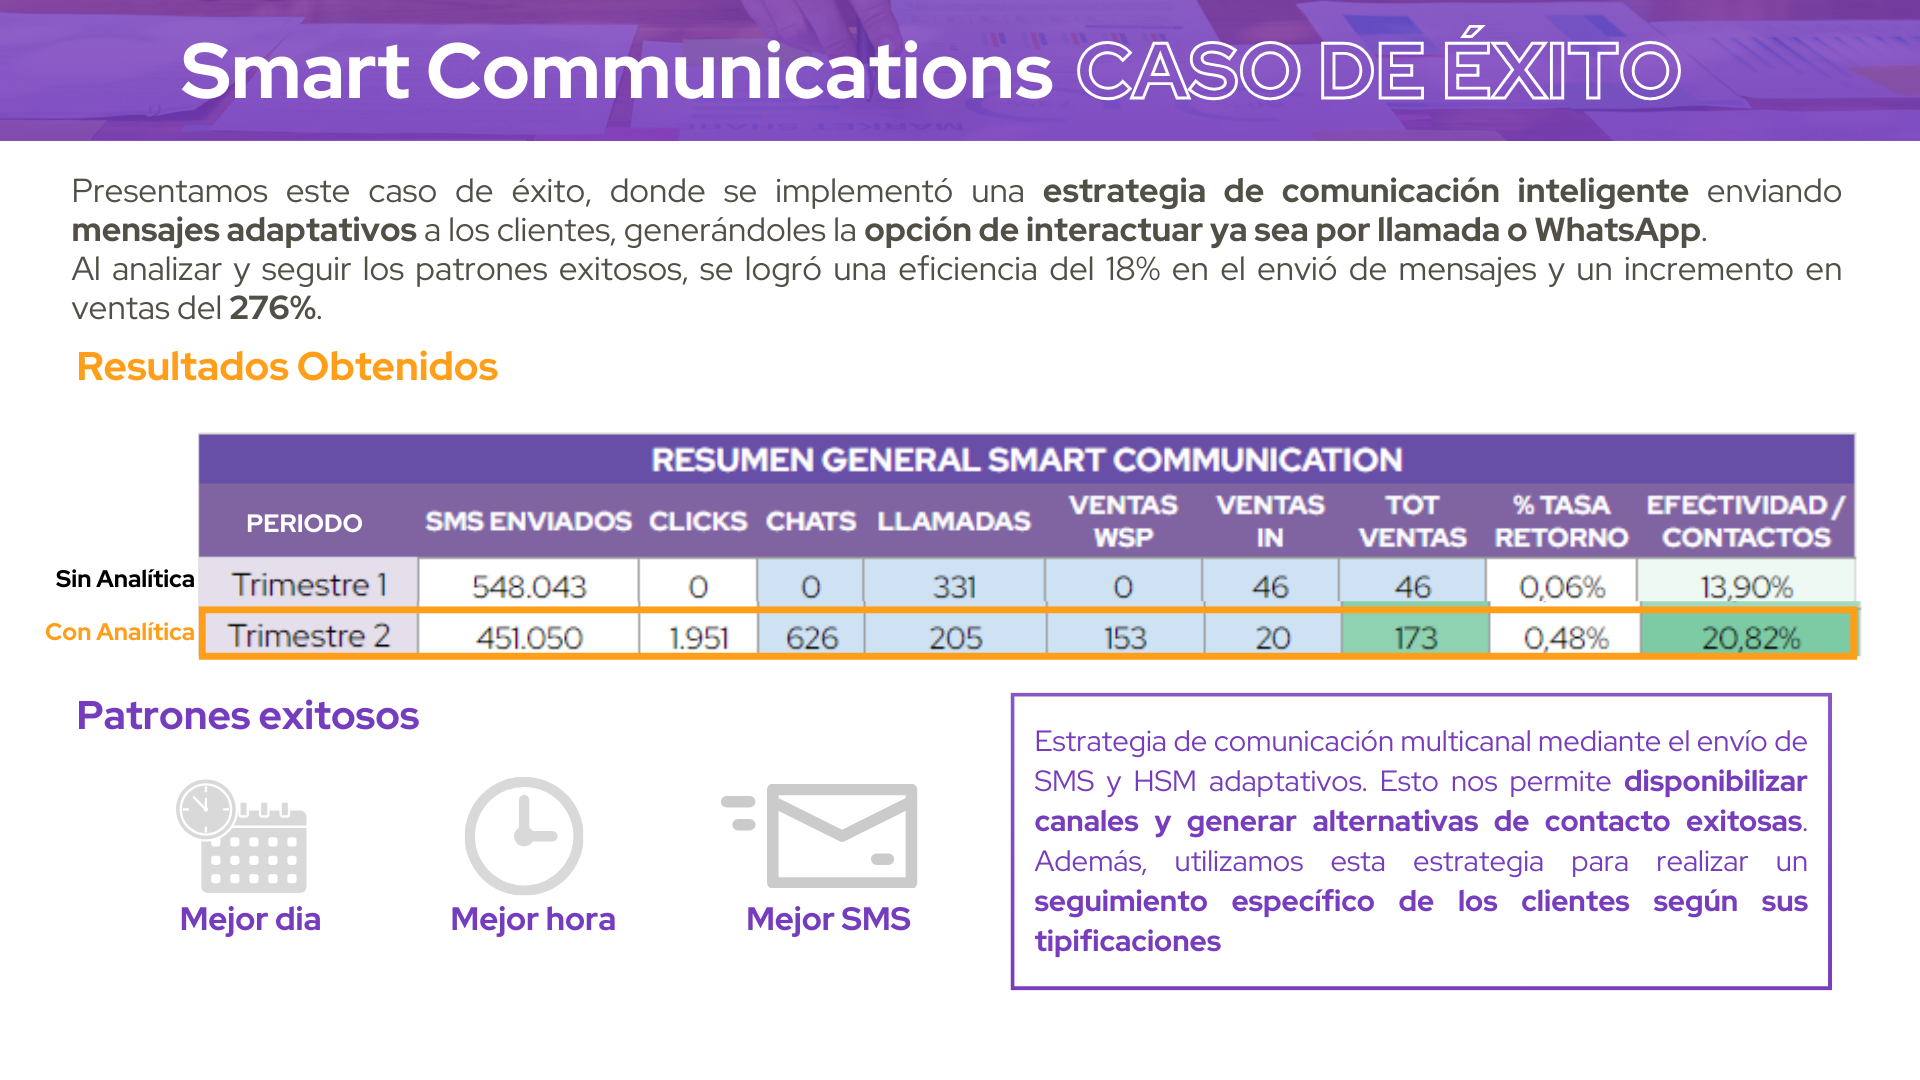 Smart Communications CASO DE ÉXITO
Presentamos este caso de éxito, donde se implementó una estrategia de comunicación inteligente enviando
mensajes adaptativos a los clientes, generándoles la opción de interactuar ya sea por llamada o WhatsApp.
Al analizar y seguir los patrones exitosos, se logró una eficiencia del 18% en el envió de mensajes y un incremento en
ventas del 276%.
Resultados Obtenidos
RESUMEN GENERAL SMART COMMUNICATION
PERIODO SMS ENVIADOS CLICKS CHATS LLAMADAS VENTAS WSP VENTAS IN TOT VENTAS % TASA RETORNO EFECTIVIDAD / CONTACTOS
Sin Analítica Trimestre 1 548.043 0 0 331 0 46 46 0,06% 13,90%
Con Analítica Trimestre 2 451.050 1.951 626 205 153 20 173 0,48% 20,82%
Patrones exitosos
Mejor dia
Mejor hora
Mejor SMS
Estrategia de comunicación multicanal mediante el envío de
SMS y HSM adaptativos. Esto nos permite disponibilizar
canales y generar alternativas de contacto exitosas.
Además, utilizamos esta estrategia para realizar un
seguimiento específico de los clientes según sus
tipificaciones